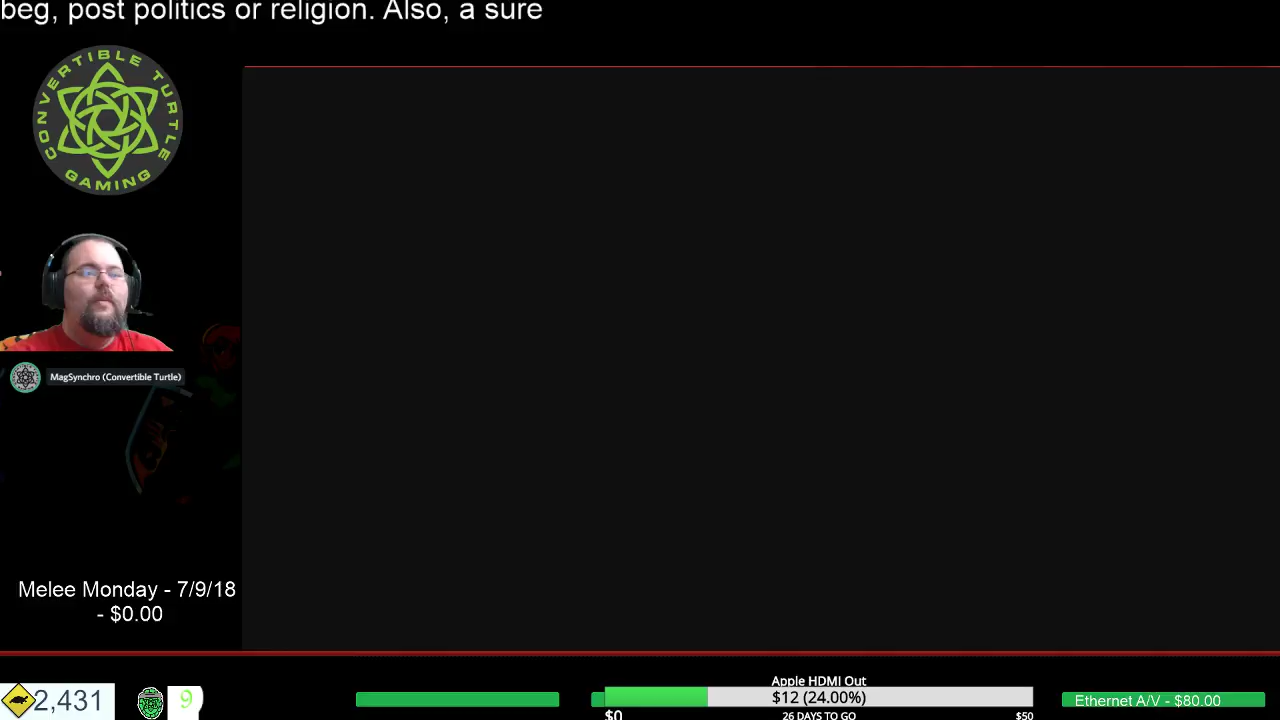 beg, post politics or religion. Also, a sure
CONVERTIBLE TURTLE
GAMING
MagSynchro (Convertible Turtle)
Melee Monday - 7/9/18
- $0.00
2,431
9
Apple HDMI Out
$12 (24.00%)
$0
26 DAYS TO GO
$50
Ethernet A/V - $80.00